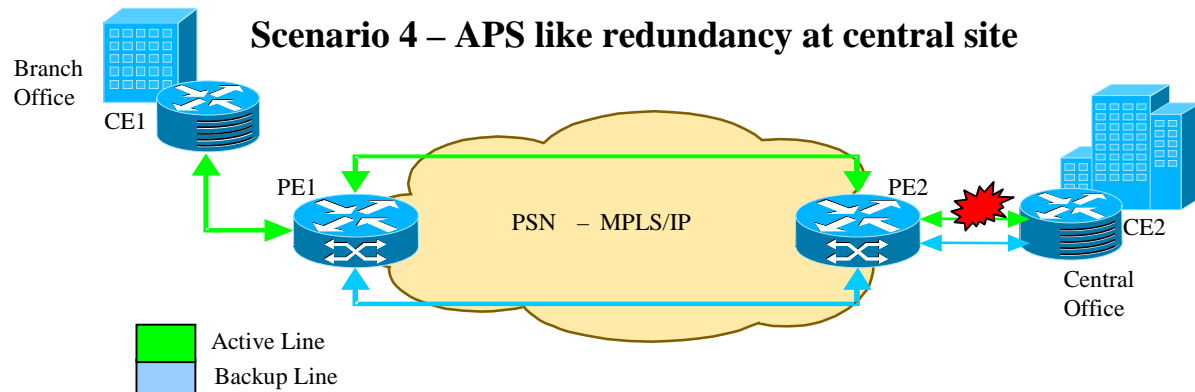 Scenario 4 – APS like redundancy at central site
Branch
Office
CE1
PE1
PE2
PSN – MPLS/IP
CE2
Central
Office
Active Line
Backup Line